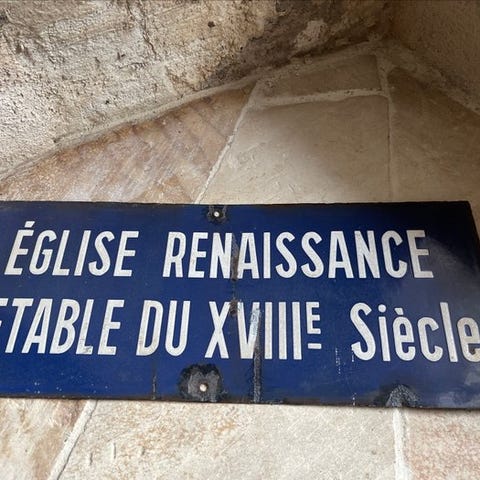 ÉGLISE RENAISSANCE
ETABLE DU XVIIIE Siècle